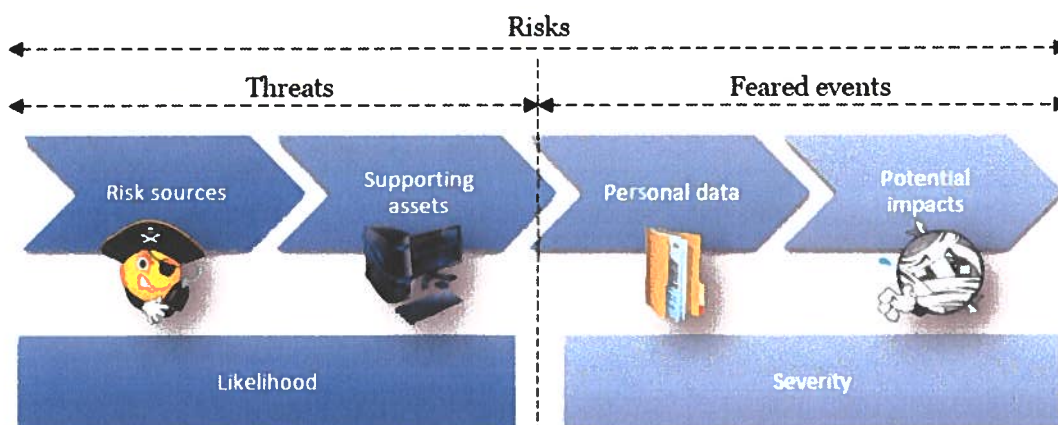 Risks
Threats
Feared events
Risk sources
Supporting
assets
Personal data
Potential
impacts
Likelihood
Severity